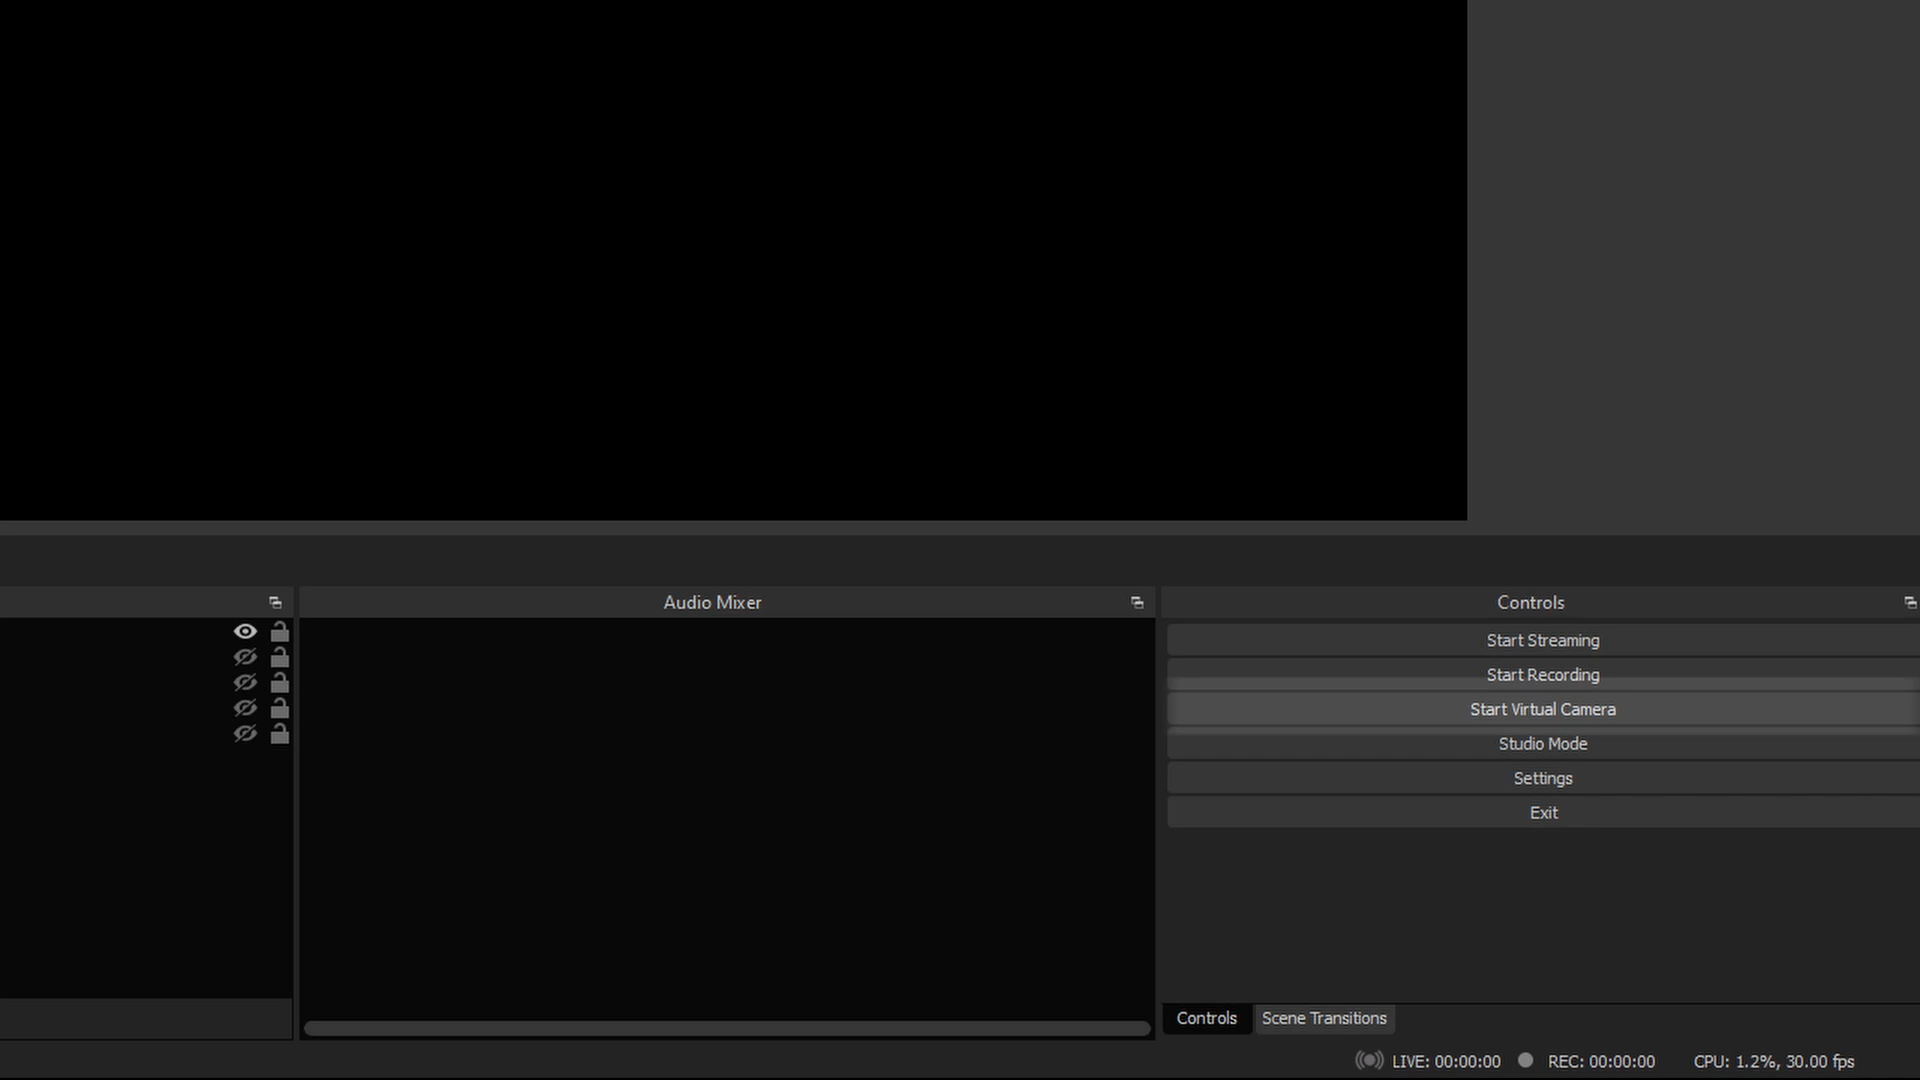 Audio Mixer
Controls
Start Streaming
Start Recording
Start Virtual Camera
Studio Mode
Settings
Exit
Controls
Scene Transitions
LIVE: 00:00:00
REC: 00:00:00
CPU: 1.2%, 30.00 fps